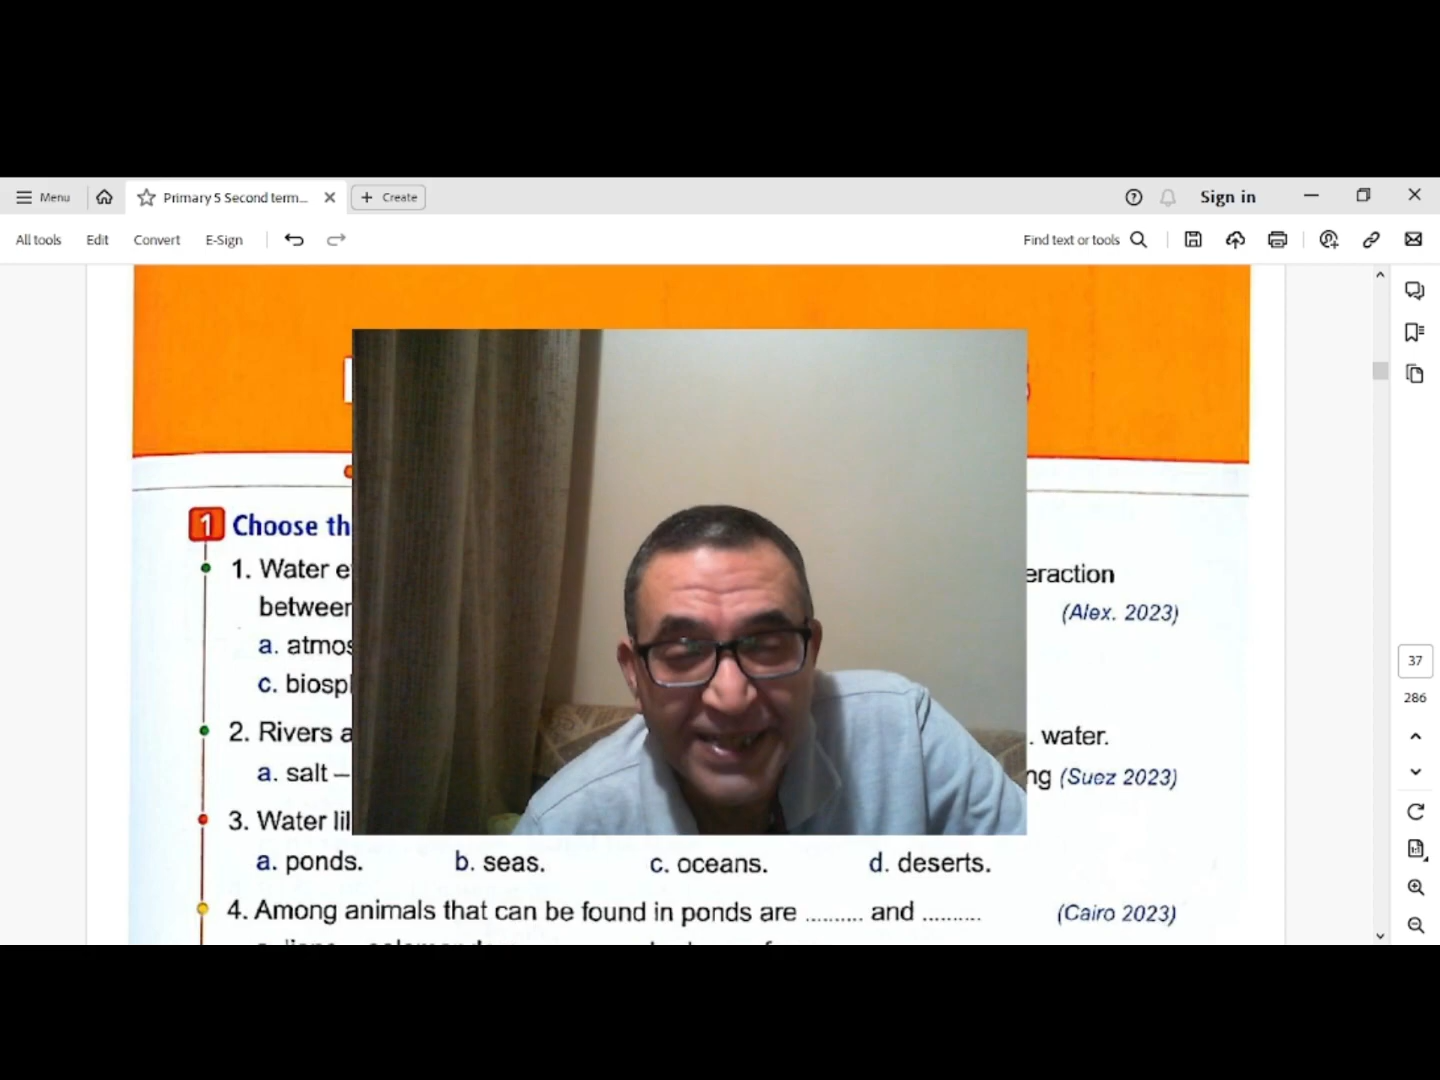 Menu
Primary 5 Second term...
Create
Sign in
All tools
Edit
Convert
E-Sign
Find text or tools
1 Choose th
1. Water e
eraction
between
(Alex. 2023)
a. atmos
c. biosp
2. Rivers a
. water.
a. salt –
ng (Suez 2023)
3. Water lil
a. ponds. b. seas. c. oceans. d. deserts.
4. Among animals that can be found in ponds are .......... and ..........
(Cairo 2023)
37
286